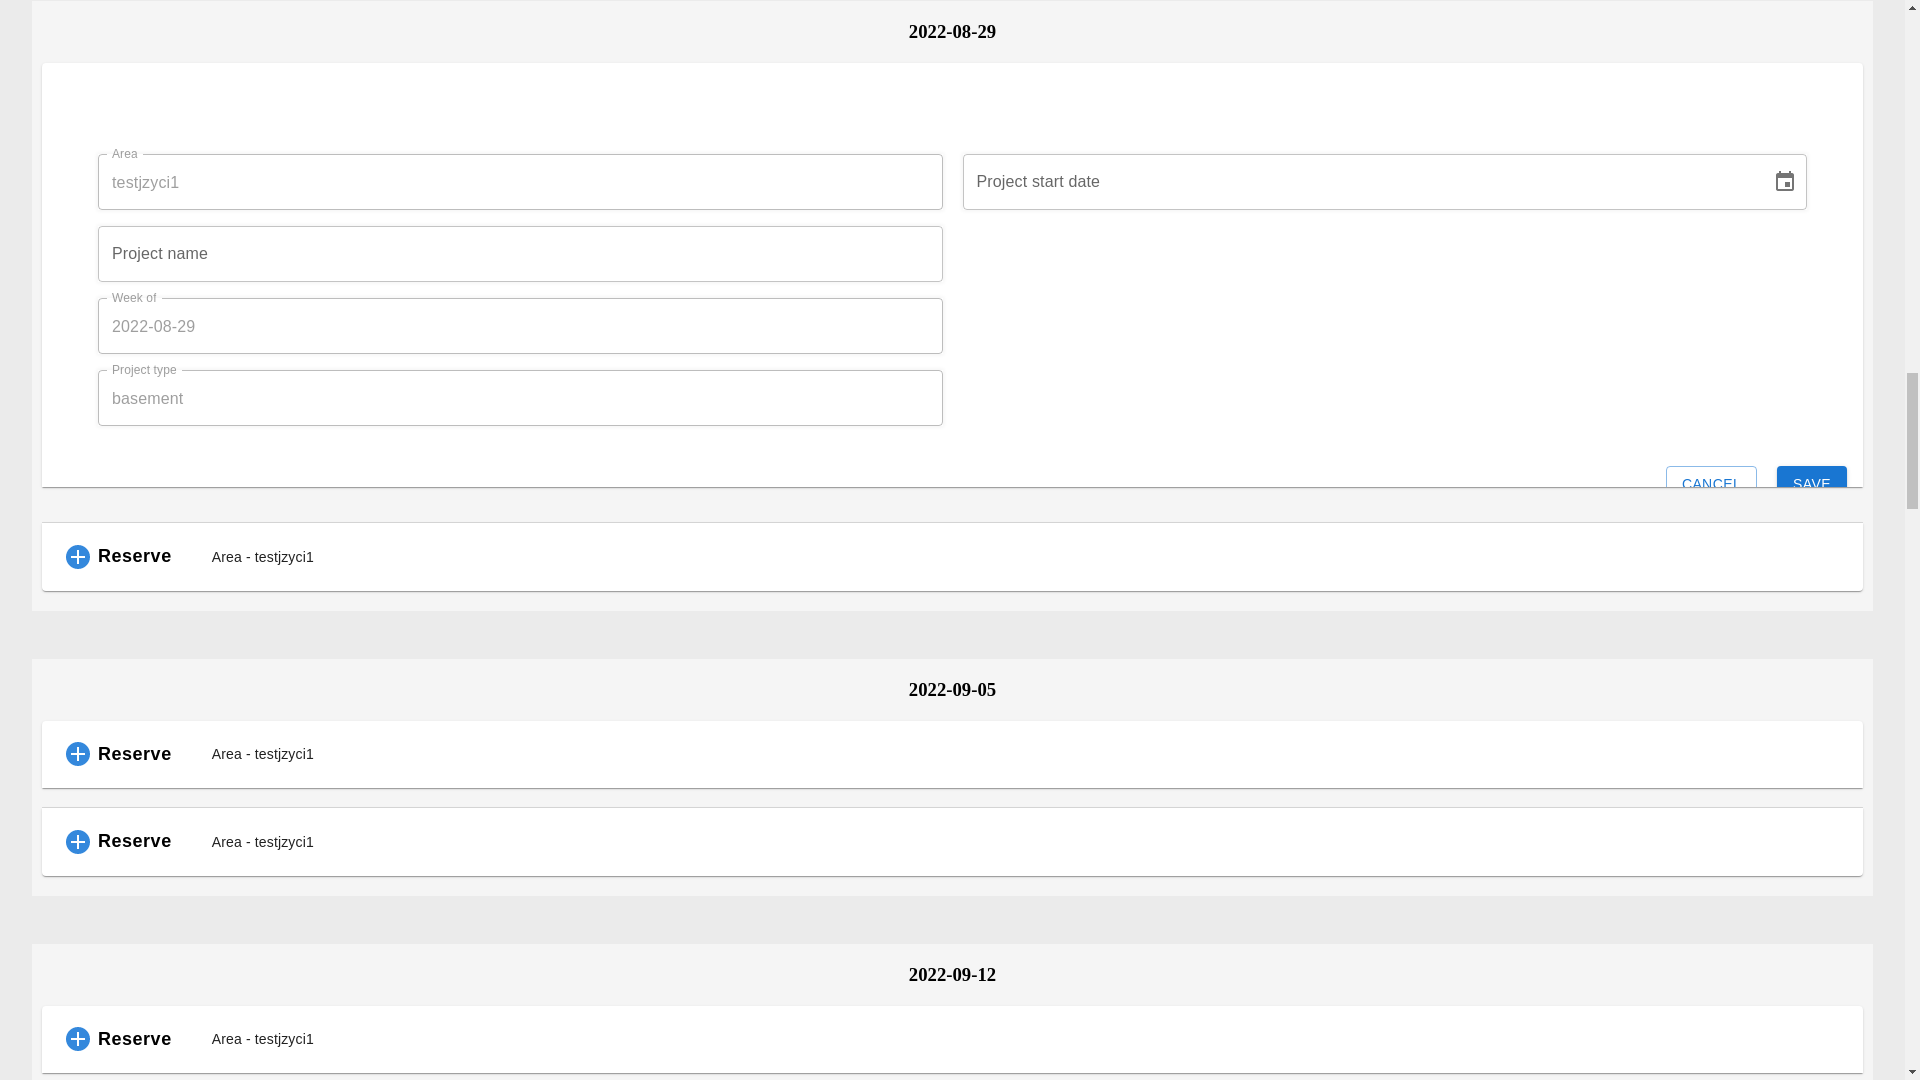 2022-08-29
Area
testjzyci1
Project start date
Project name
Week of
2022-08-29
Project type
basement
CANCEL
SAVE
Reserve
Area - testjzyci1
2022-09-05
Reserve
Area - testjzyci1
Reserve
Area - testjzyci1
2022-09-12
Reserve
Area - testjzyci1